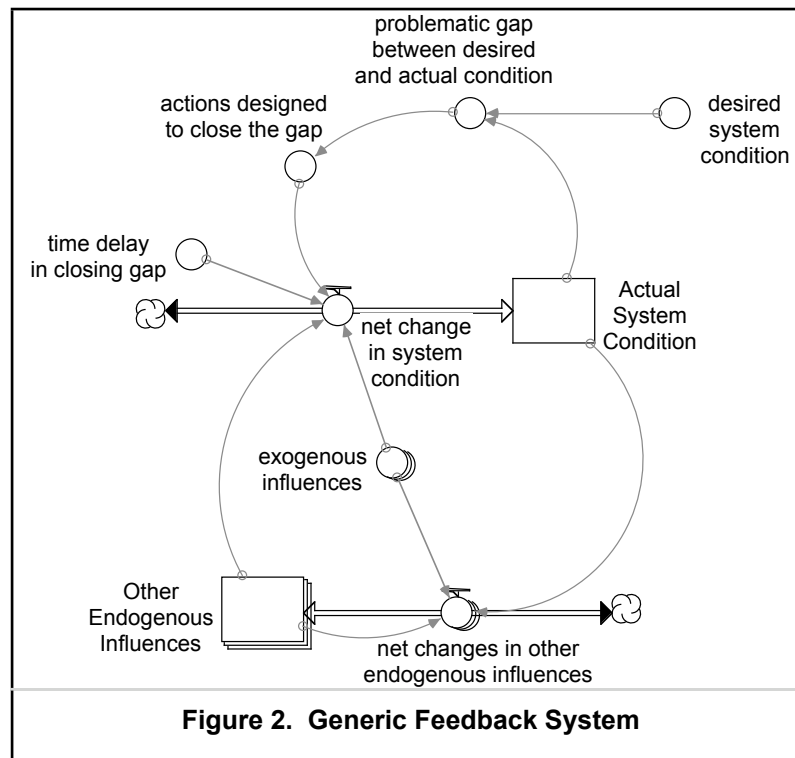 problematic gap
between desired
and actual condition
actions designed
to close the gap
desired
system
condition
time delay
in closing gap
net change
in system
condition
Actual
System
Condition
exogenous
influences
Other
Endogenous
Influences
net changes in other
endogenous influences
Figure 2.  Generic Feedback System